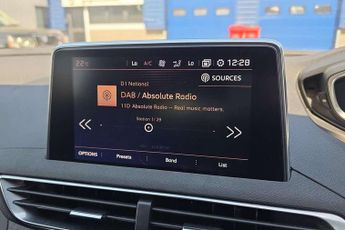 22°C Lo A/C Lo 12:28
SOURCES
D1 National
DAB / Absolute Radio
11D Absolute Radio -- Real music matters.
Station 1 / 29
OPTIONS Presets Band List